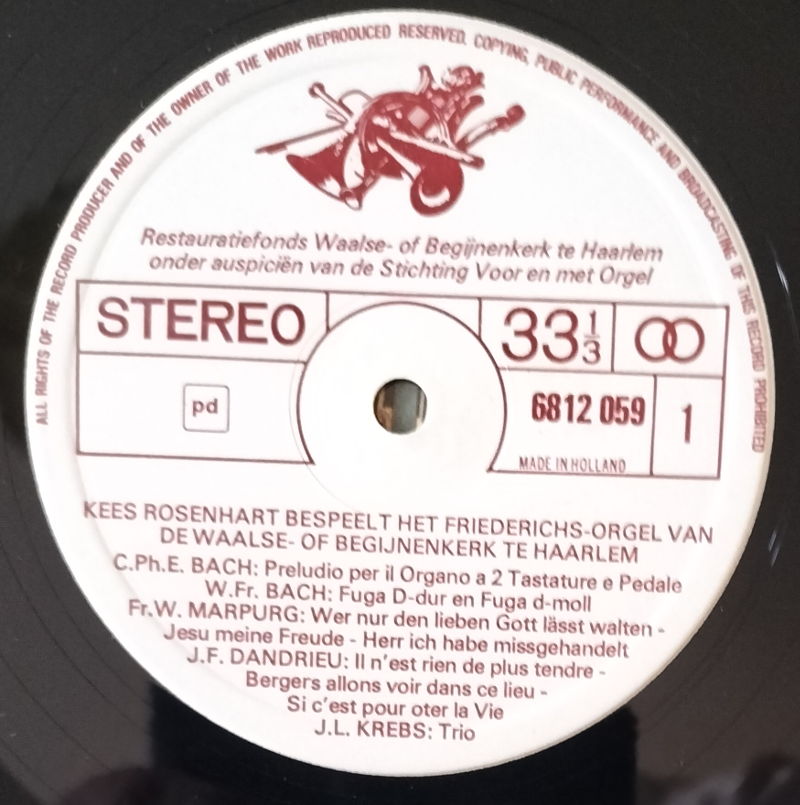 ALL RIGHTS OF THE RECORD PRODUCER AND OF THE OWNER OF THE WORK REPRODUCED RESERVED. COPYING, PUBLIC PERFORMANCE AND BROADCASTING OF THIS RECORD PROHIBITED
Restauratiefonds Waalse- of Begijnenkerk te Haarlem
onder auspiciën van de Stichting Voor en met Orgel
STEREO
33 1/3
pd
6812 059
1
MADE IN HOLLAND
KEES ROSENHART BESPEELT HET FRIEDERICHS-ORGEL VAN
DE WAALSE- OF BEGIJNENKERK TE HAARLEM
C.Ph.E. BACH: Preludio per il Organo a 2 Tastature e Pedale
W.Fr. BACH: Fuga D-dur en Fuga d-moll
Fr.W. MARPURG: Wer nur den lieben Gott lässt walten -
Jesu meine Freude - Herr ich habe missgehandelt
J.F. DANDRIEU: Il n'est rien de plus tendre -
Bergers allons voir dans ce lieu -
Si c'est pour oter la Vie
J.L. KREBS: Trio